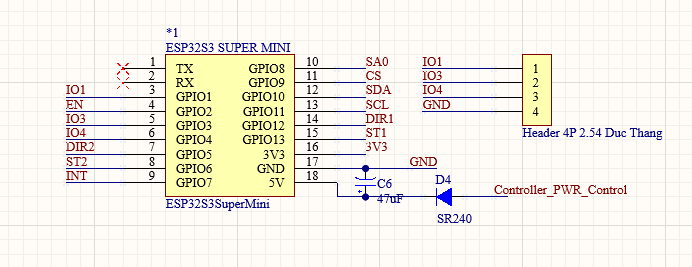 *1
ESP32S3 SUPER MINI
1 TX GPIO8 10 SA0
2 RX GPIO9 11 CS
IO1 3 GPIO1 GPIO10 12 SDA
EN 4 GPIO2 GPIO11 13 SCL
IO3 5 GPIO3 GPIO12 14 DIR1
IO4 6 GPIO4 GPIO13 15 ST1
DIR2 7 GPIO5 3V3 16 3V3
ST2 8 GPIO6 GND 17 GND
INT 9 GPIO7 5V 18
ESP32S3SuperMini
C6
47uF
D4
SR240
Controller_PWR_Control
IO1 1
IO3 2
IO4 3
GND 4
Header 4P 2.54 Duc Thang